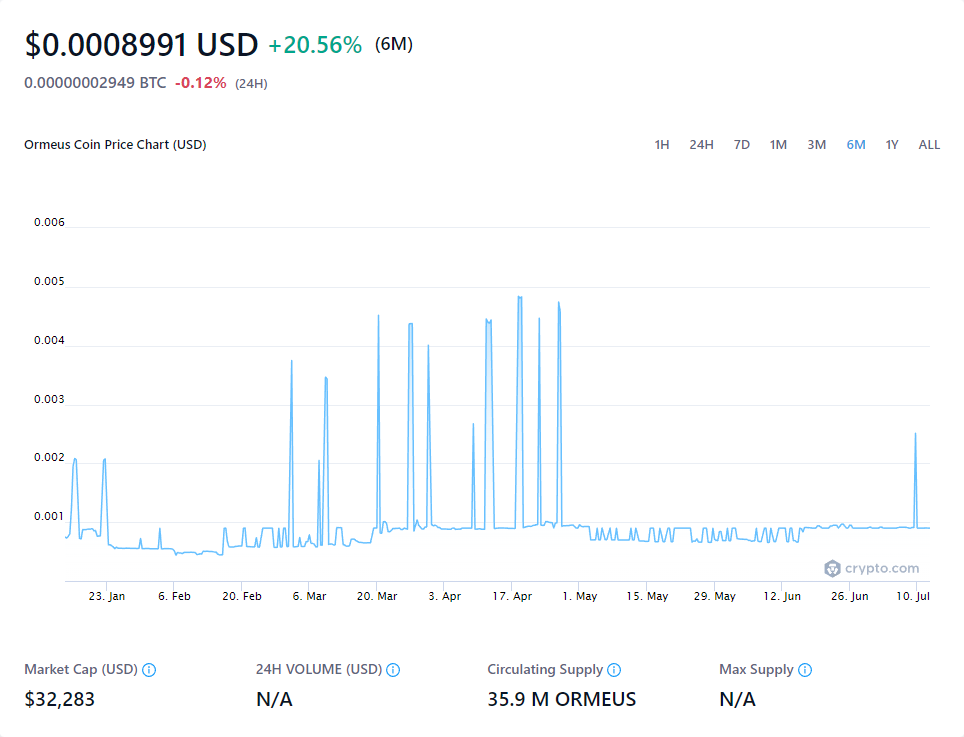 $0.0008991 USD +20.56% (6M)
0.00000002949 BTC -0.12% (24H)
Ormeus Coin Price Chart (USD) 1H 24H 7D 1M 3M 6M 1Y ALL
0.006
0.005
0.004
0.003
0.002
0.001
crypto.com
23. Jan 6. Feb 20. Feb 6. Mar 20. Mar 3. Apr 17. Apr 1. May 15. May 29. May 12. Jun 26. Jun 10. Jul
Market Cap (USD) 24H VOLUME (USD) Circulating Supply Max Supply
$32,283 N/A 35.9 M ORMEUS N/A